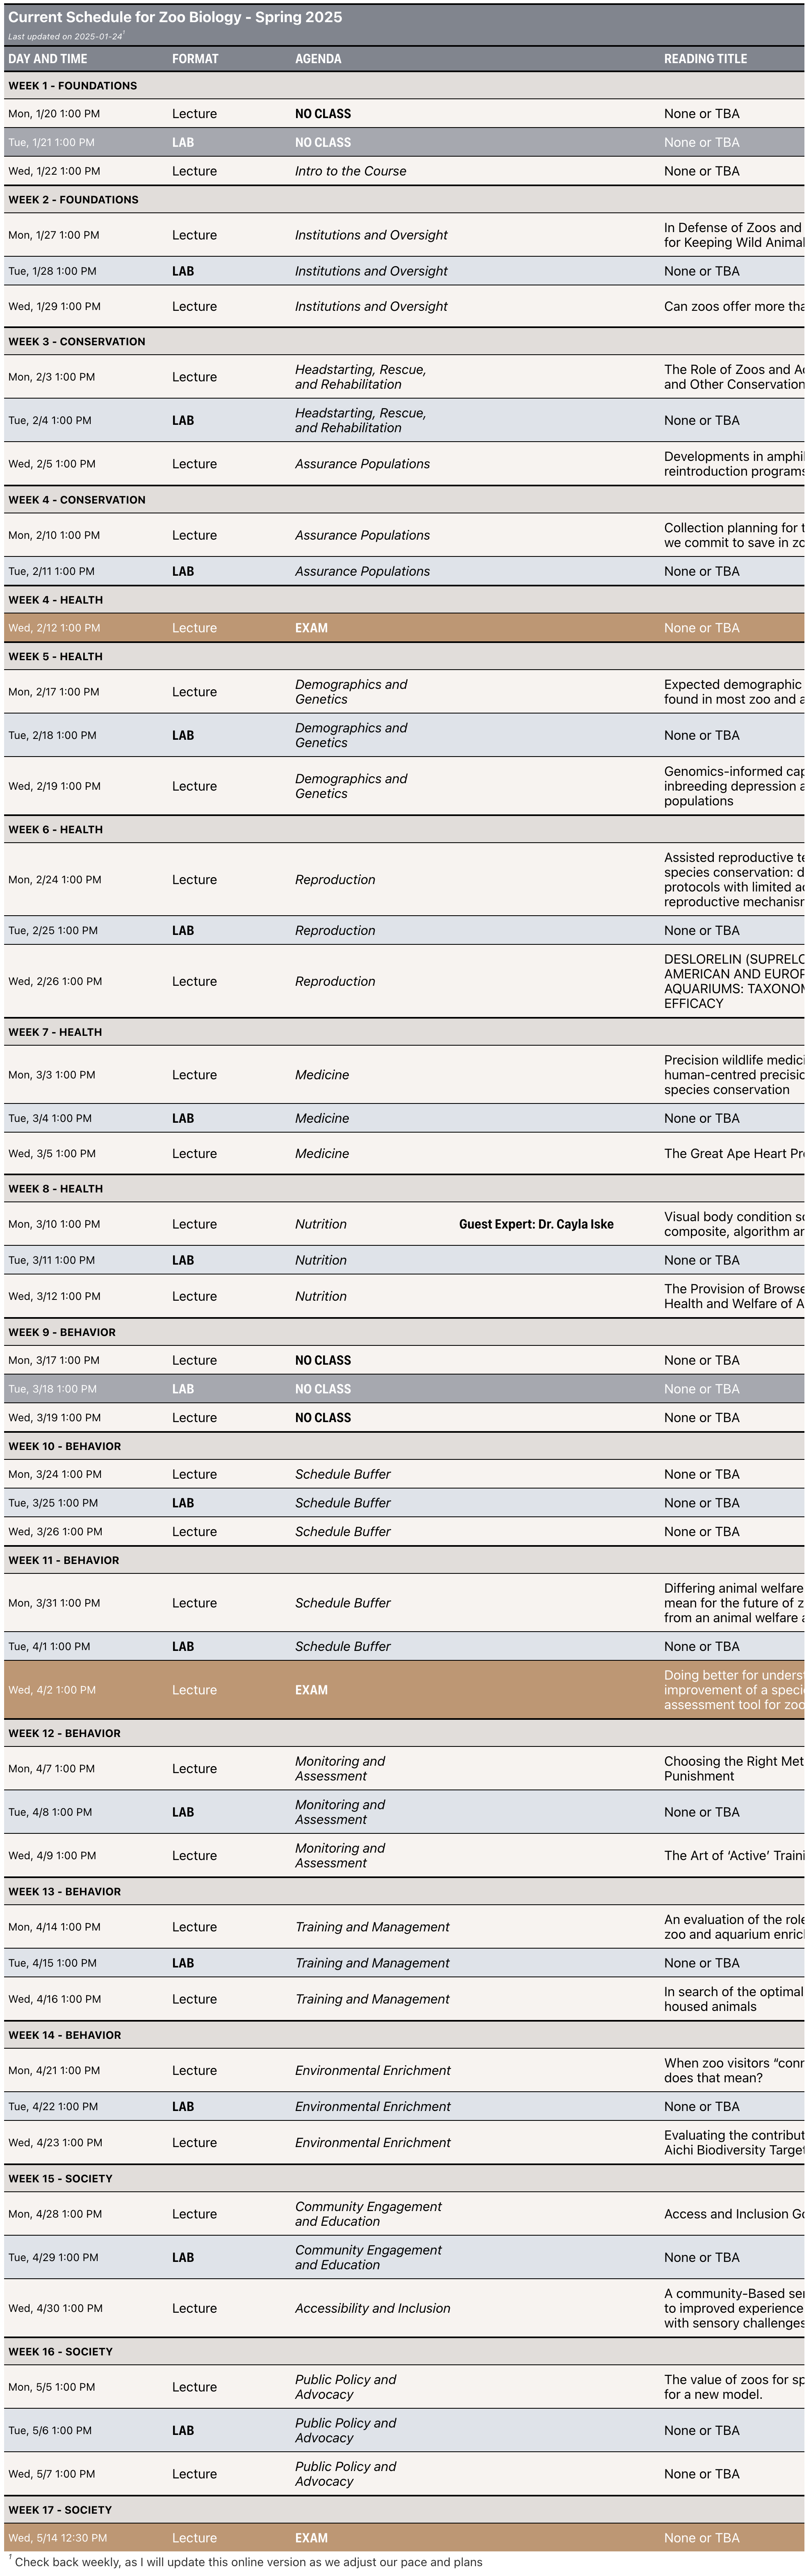 Current Schedule for Zoo Biology - Spring 2025
Last updated on 2025-01-24†
DAY AND TIME FORMAT AGENDA READING TITLE
WEEK 1 - FOUNDATIONS
Mon, 1/20 1:00 PM Lecture NO CLASS None or TBA
Tue, 1/21 1:00 PM LAB NO CLASS None or TBA
Wed, 1/22 1:00 PM Lecture Intro to the Course None or TBA
WEEK 2 - FOUNDATIONS
Mon, 1/27 1:00 PM Lecture Institutions and Oversight In Defense of Zoos and
for Keeping Wild Animal
Tue, 1/28 1:00 PM LAB Institutions and Oversight None or TBA
Wed, 1/29 1:00 PM Lecture Institutions and Oversight Can zoos offer more tha
WEEK 3 - CONSERVATION
Mon, 2/3 1:00 PM Lecture Headstarting, Rescue,
and Rehabilitation The Role of Zoos and Ac
and Other Conservation
Tue, 2/4 1:00 PM LAB Headstarting, Rescue,
and Rehabilitation None or TBA
Wed, 2/5 1:00 PM Lecture Assurance Populations Developments in amphil
reintroduction programs
WEEK 4 - CONSERVATION
Mon, 2/10 1:00 PM Lecture Assurance Populations Collection planning for t
we commit to save in zo
Tue, 2/11 1:00 PM LAB Assurance Populations None or TBA
WEEK 4 - HEALTH
Wed, 2/12 1:00 PM Lecture EXAM None or TBA
WEEK 5 - HEALTH
Mon, 2/17 1:00 PM Lecture Demographics and
Genetics Expected demographic
found in most zoo and a
Tue, 2/18 1:00 PM LAB Demographics and
Genetics None or TBA
Wed, 2/19 1:00 PM Lecture Demographics and
Genetics Genomics-informed cap
inbreeding depression a
populations
WEEK 6 - HEALTH
Mon, 2/24 1:00 PM Lecture Reproduction Assisted reproductive te
species conservation: d
protocols with limited ac
reproductive mechanism
Tue, 2/25 1:00 PM LAB Reproduction None or TBA
Wed, 2/26 1:00 PM Lecture Reproduction DESLORELIN (SUPRELO
AMERICAN AND EUROP
AQUARIUMS: TAXONOM
EFFICACY
WEEK 7 - HEALTH
Mon, 3/3 1:00 PM Lecture Medicine Precision wildlife medici
human-centred precisio
species conservation
Tue, 3/4 1:00 PM LAB Medicine None or TBA
Wed, 3/5 1:00 PM Lecture Medicine The Great Ape Heart Pro
WEEK 8 - HEALTH
Mon, 3/10 1:00 PM Lecture Nutrition Guest Expert: Dr. Cayla Iske Visual body condition sc
composite, algorithm an
Tue, 3/11 1:00 PM LAB Nutrition None or TBA
Wed, 3/12 1:00 PM Lecture Nutrition The Provision of Browse
Health and Welfare of A
WEEK 9 - BEHAVIOR
Mon, 3/17 1:00 PM Lecture NO CLASS None or TBA
Tue, 3/18 1:00 PM LAB NO CLASS None or TBA
Wed, 3/19 1:00 PM Lecture NO CLASS None or TBA
WEEK 10 - BEHAVIOR
Mon, 3/24 1:00 PM Lecture Schedule Buffer None or TBA
Tue, 3/25 1:00 PM LAB Schedule Buffer None or TBA
Wed, 3/26 1:00 PM Lecture Schedule Buffer None or TBA
WEEK 11 - BEHAVIOR
Mon, 3/31 1:00 PM Lecture Schedule Buffer Differing animal welfare
mean for the future of z
from an animal welfare a
Tue, 4/1 1:00 PM LAB Schedule Buffer None or TBA
Wed, 4/2 1:00 PM Lecture EXAM Doing better for underst
improvement of a specie
assessment tool for zoo
WEEK 12 - BEHAVIOR
Mon, 4/7 1:00 PM Lecture Monitoring and
Assessment Choosing the Right Met
Punishment
Tue, 4/8 1:00 PM LAB Monitoring and
Assessment None or TBA
Wed, 4/9 1:00 PM Lecture Monitoring and
Assessment The Art of ‘Active’ Traini
WEEK 13 - BEHAVIOR
Mon, 4/14 1:00 PM Lecture Training and Management An evaluation of the role
zoo and aquarium enrich
Tue, 4/15 1:00 PM LAB Training and Management None or TBA
Wed, 4/16 1:00 PM Lecture Training and Management In search of the optimal
housed animals
WEEK 14 - BEHAVIOR
Mon, 4/21 1:00 PM Lecture Environmental Enrichment When zoo visitors “conn
does that mean?
Tue, 4/22 1:00 PM LAB Environmental Enrichment None or TBA
Wed, 4/23 1:00 PM Lecture Environmental Enrichment Evaluating the contribut
Aichi Biodiversity Target
WEEK 15 - SOCIETY
Mon, 4/28 1:00 PM Lecture Community Engagement
and Education Access and Inclusion Go
Tue, 4/29 1:00 PM LAB Community Engagement
and Education None or TBA
Wed, 4/30 1:00 PM Lecture Accessibility and Inclusion A community-Based ser
to improved experience
with sensory challenges
WEEK 16 - SOCIETY
Mon, 5/5 1:00 PM Lecture Public Policy and
Advocacy The value of zoos for sp
for a new model.
Tue, 5/6 1:00 PM LAB Public Policy and
Advocacy None or TBA
Wed, 5/7 1:00 PM Lecture Public Policy and
Advocacy None or TBA
WEEK 17 - SOCIETY
Wed, 5/14 12:30 PM Lecture EXAM None or TBA
† Check back weekly, as I will update this online version as we adjust our pace and plans